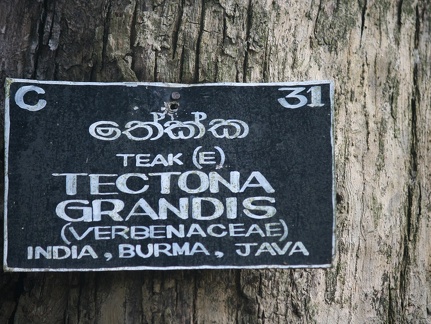 C 31
තේක්ක
TEAK (E)
TECTONA
GRANDIS
(VERBENACEAE)
INDIA, BURMA, JAVA